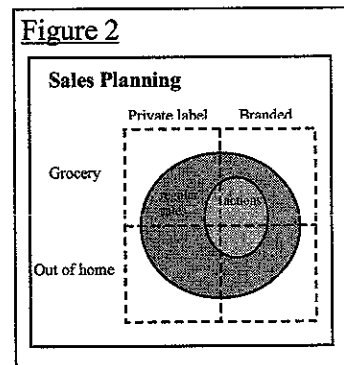 Figure 2
Sales Planning
Private label Branded
Grocery
actions
Out of home